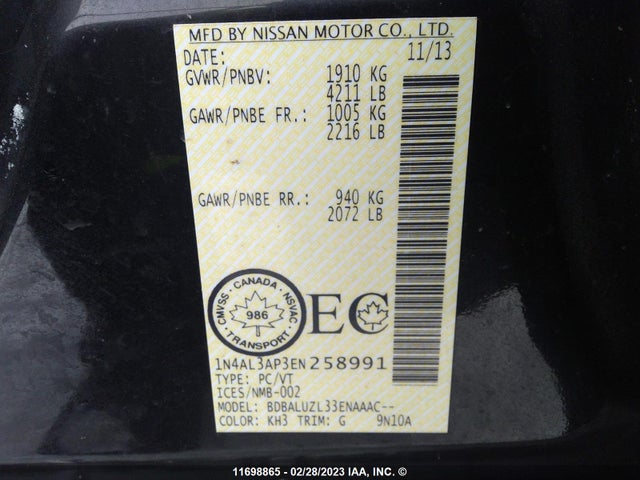 MFD BY NISSAN MOTOR CO., LTD.
DATE: 11/13
GVWR/PNBV: 1910 KG
4211 LB
GAWR/PNBE FR.: 1005 KG
2216 LB
GAWR/PNBE RR.: 940 KG
2072 LB
CMVSS · CANADA · NSVAC
986
TRANSPORT
EC
1N4AL3AP3EN258991
TYPE: PC/VT
ICES/NMB-002
MODEL: BDBALUZL33ENAAAC--
COLOR: KH3 TRIM: G 9N10A
11698865 - 02/28/2023 IAA, INC. ©